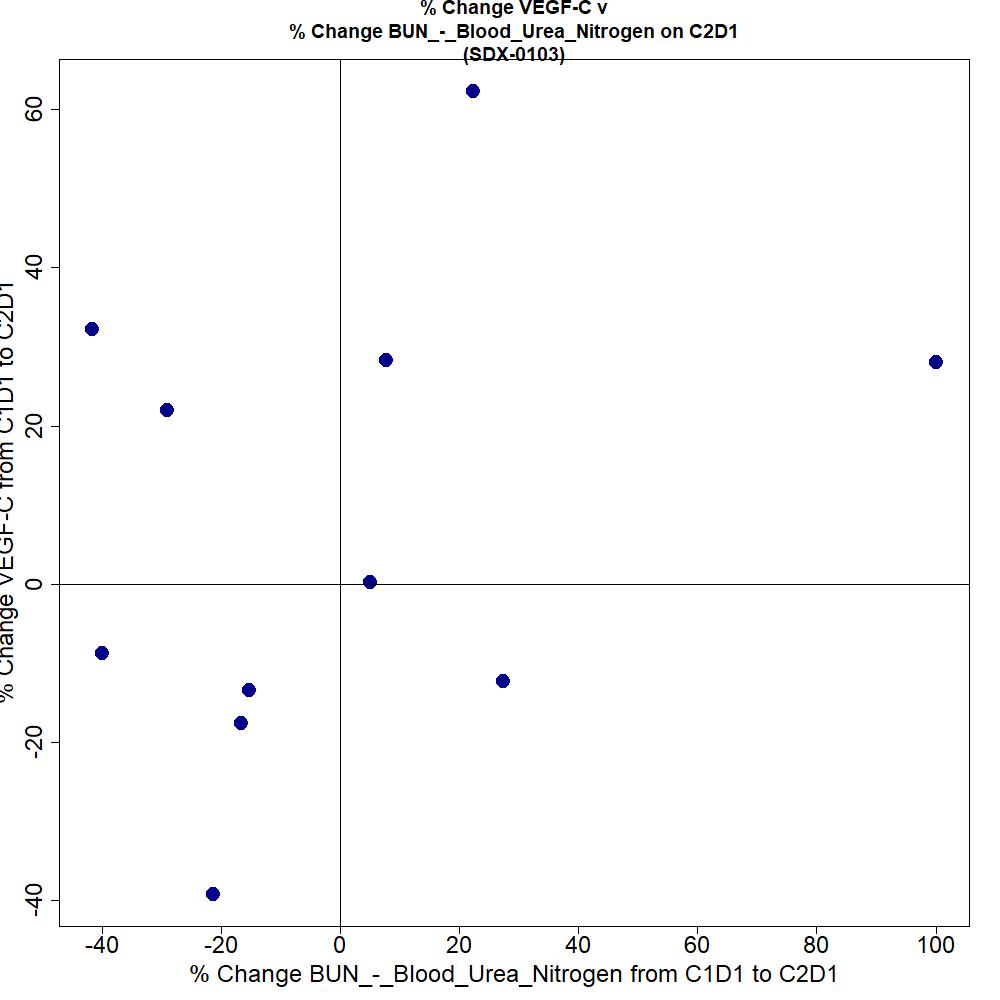 % Change VEGF-C v
% Change BUN_-_Blood_Urea_Nitrogen on C2D1
(SDX-0103)
% Change VEGF-C from C1D1 to C2D1
60
40
20
0
-20
-40
-40 -20 0 20 40 60 80 100
% Change BUN_-_Blood_Urea_Nitrogen from C1D1 to C2D1